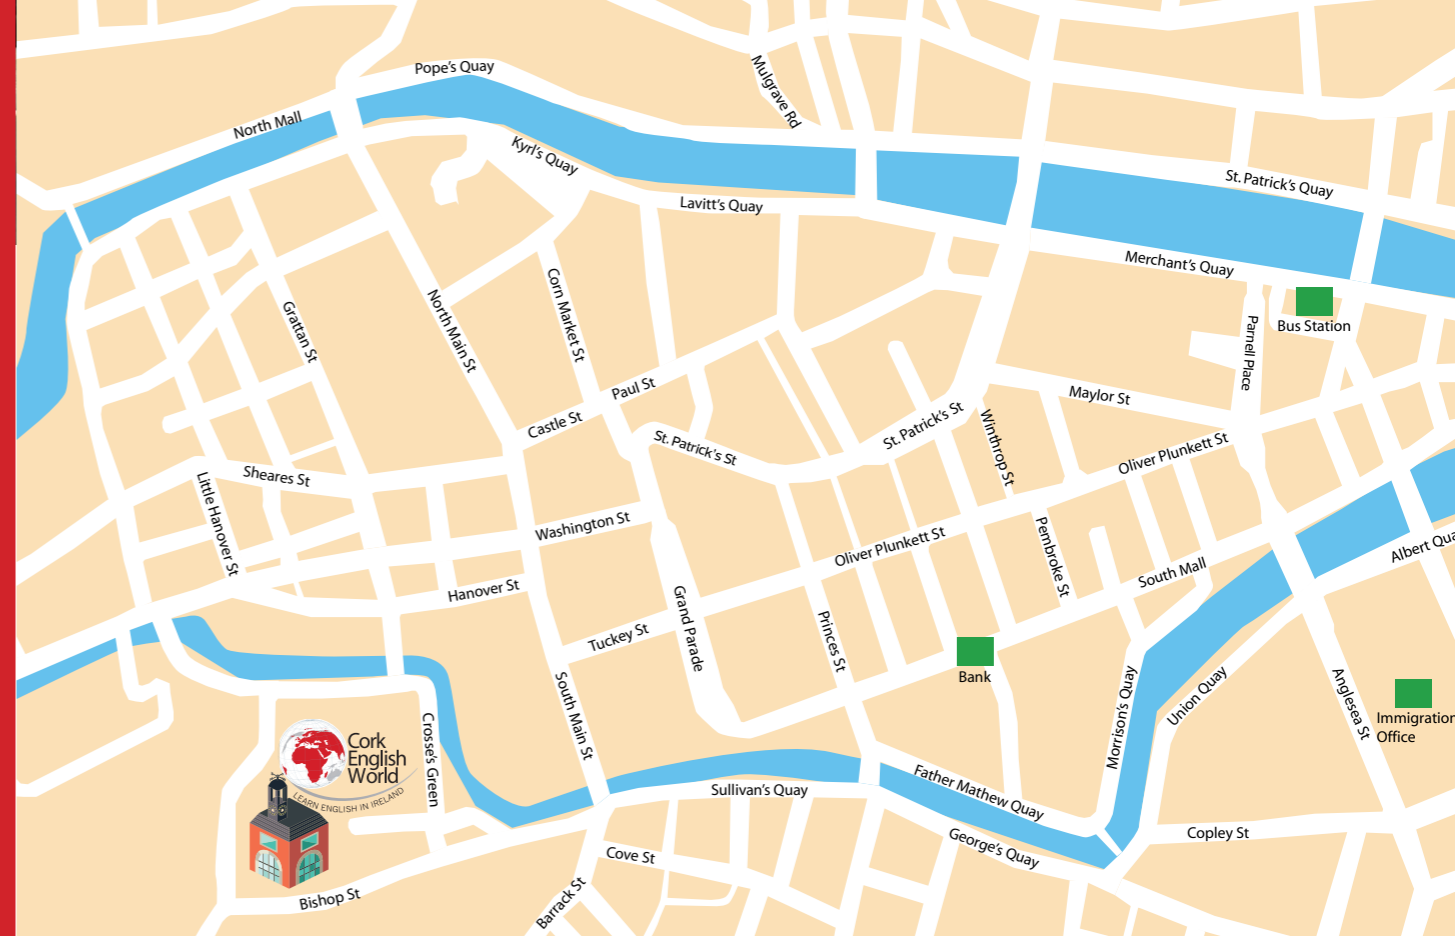 Pope's Quay
Mulgrave Rd
North Mall
Kyrl's Quay
St. Patrick's Quay
Lavitt's Quay
Merchant's Quay
Grattan St
North Main St
Corn Market St
Bus Station
Parnell Place
Paul St
Maylor St
Castle St
St. Patrick's St
St. Patrick's St
Winthrop St
Oliver Plunkett St
Sheares St
Little Hanover St
Washington St
Oliver Plunkett St
Pembroke St
Albert Qua
South Mall
Hanover St
Grand Parade
Tuckey St
Princes St
Bank
South Main St
Morrison's Quay
Union Quay
Anglesea St
Immigration
Office
Crosse's Green
Cork
English
World
LEARN ENGLISH IN IRELAND
Sullivan's Quay
Father Mathew Quay
George's Quay
Copley St
Cove St
Barrack St
Bishop St